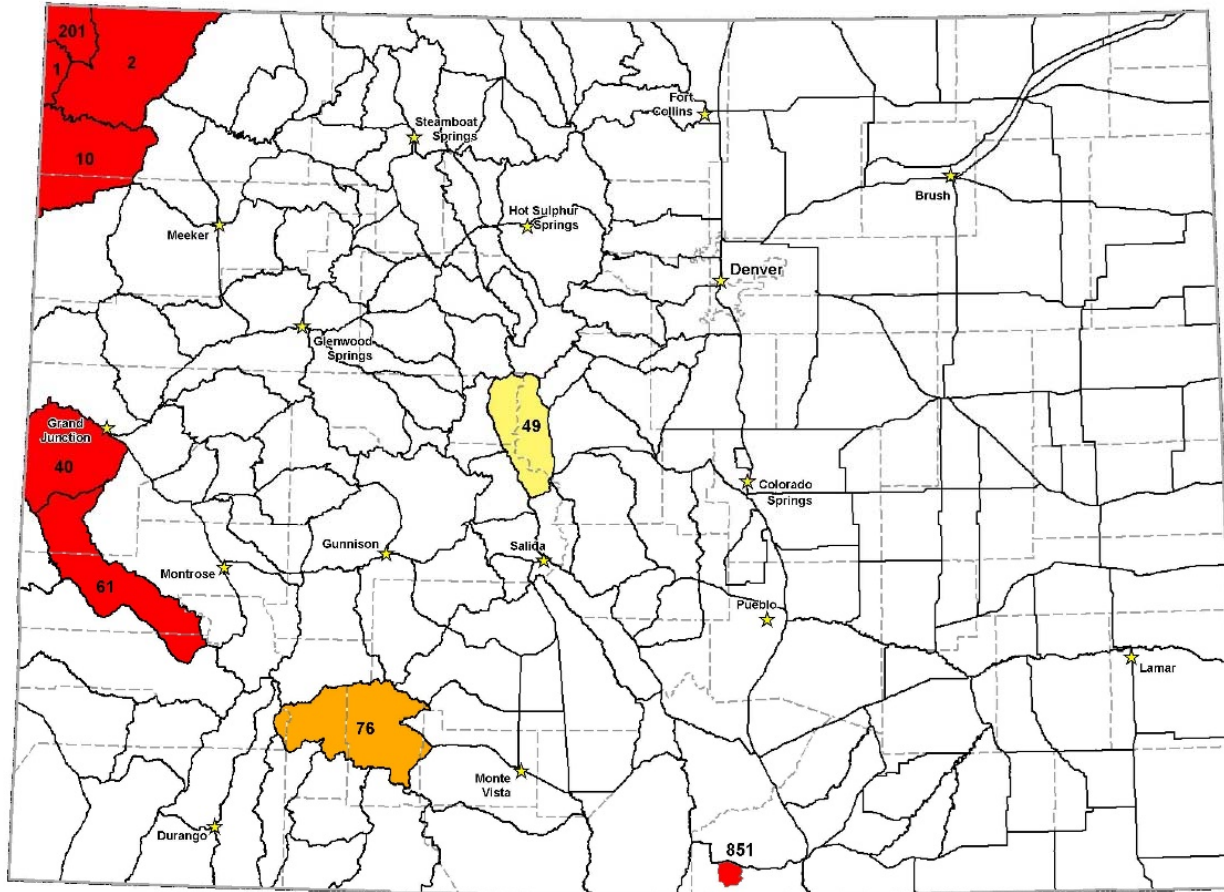 201
1
2
Fort
Collins
Steamboat
Springs
10
Brush
Hot Sulphur
Springs
Meeker
Denver
Glenwood
Springs
49
Grand
Junction
40
Colorado
Springs
Gunnison
Salida
Montrose
61
Pueblo
Lamar
76
Monte
Vista
Durango
851